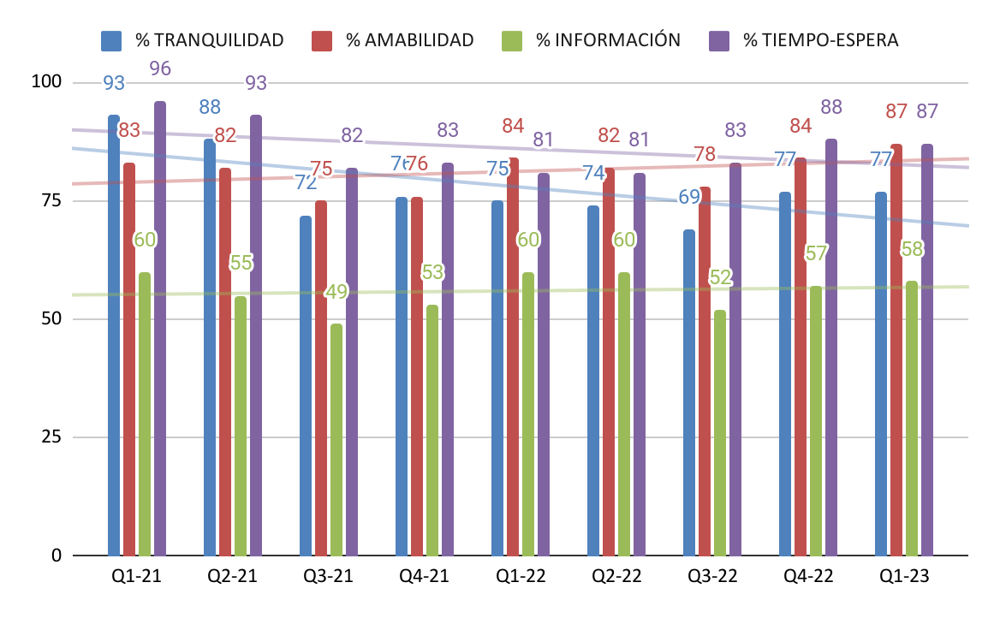 % TRANQUILIDAD % AMABILIDAD % INFORMACIÓN % TIEMPO-ESPERA
100
75
50
25
0
93 83 60 96
88 82 55 93
72 75 49 82
76 76 53 83
75 84 60 81
74 82 60 81
69 78 52 83
77 84 57 88
77 87 58 87
Q1-21 Q2-21 Q3-21 Q4-21 Q1-22 Q2-22 Q3-22 Q4-22 Q1-23